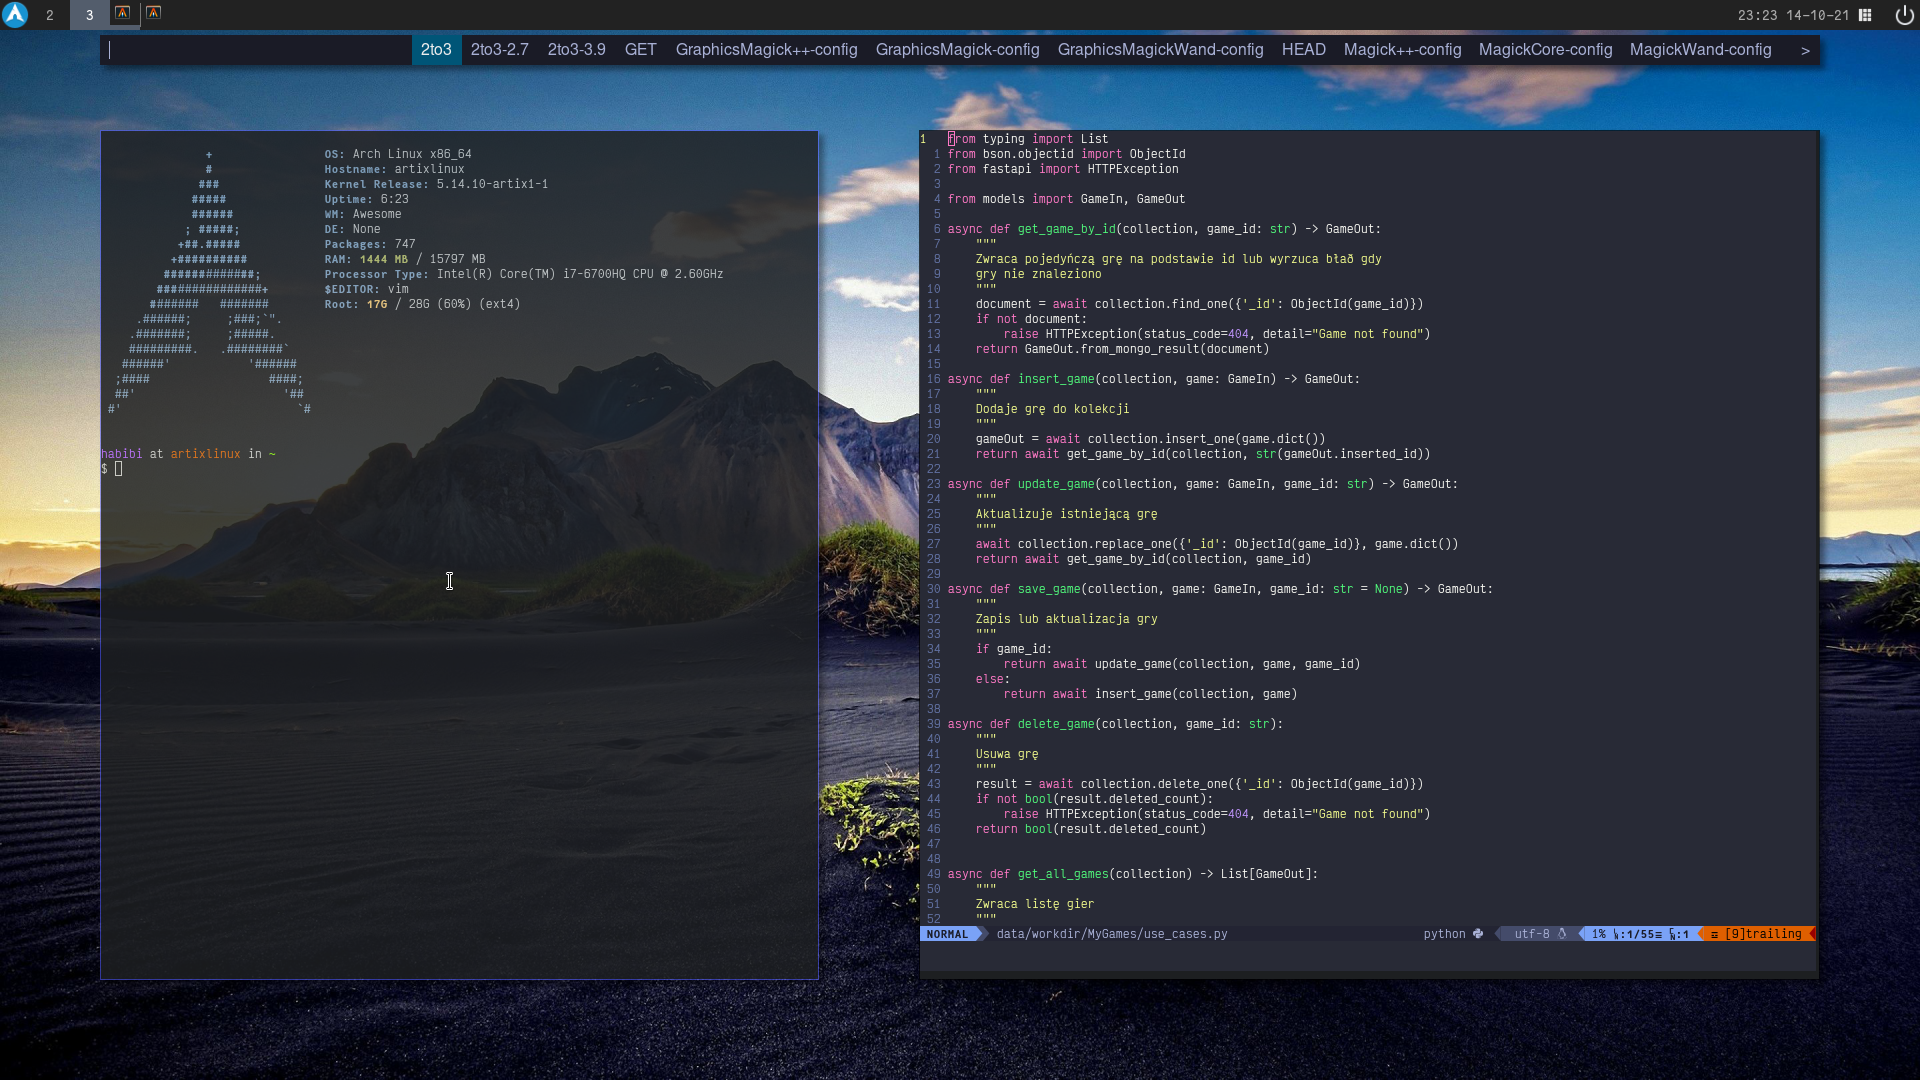 2 3 23:23 14-10-21
2to3 2to3-2.7 2to3-3.9 GET GraphicsMagick++-config GraphicsMagick-config GraphicsMagickWand-config HEAD Magick++-config MagickCore-config MagickWand-config >
OS: Arch Linux x86_64
Hostname: artixlinux
Kernel Release: 5.14.10-artix1-1
Uptime: 6:23
WM: Awesome
DE: None
Packages: 747
RAM: 1444 MB / 15797 MB
Processor Type: Intel(R) Core(TM) i7-6700HQ CPU @ 2.60GHz
$EDITOR: vim
Root: 17G / 28G (60%) (ext4)
habibi at artixlinux in ~
$
1 from typing import List
1 from bson.objectid import ObjectId
2 from fastapi import HTTPException
3
4 from models import GameIn, GameOut
5
6 async def get_game_by_id(collection, game_id: str) -> GameOut:
7 """
8 Zwraca pojedyńczą grę na podstawie id lub wyrzuca bład gdy
9 gry nie znaleziono
10 """
11 document = await collection.find_one({'_id': ObjectId(game_id)})
12 if not document:
13 raise HTTPException(status_code=404, detail="Game not found")
14 return GameOut.from_mongo_result(document)
15
16 async def insert_game(collection, game: GameIn) -> GameOut:
17 """
18 Dodaje grę do kolekcji
19 """
20 gameOut = await collection.insert_one(game.dict())
21 return await get_game_by_id(collection, str(gameOut.inserted_id))
22
23 async def update_game(collection, game: GameIn, game_id: str) -> GameOut:
24 """
25 Aktualizuje istniejącą grę
26 """
27 await collection.replace_one({'_id': ObjectId(game_id)}, game.dict())
28 return await get_game_by_id(collection, game_id)
29
30 async def save_game(collection, game: GameIn, game_id: str = None) -> GameOut:
31 """
32 Zapis lub aktualizacja gry
33 """
34 if game_id:
35 return await update_game(collection, game, game_id)
36 else:
37 return await insert_game(collection, game)
38
39 async def delete_game(collection, game_id: str):
40 """
41 Usuwa grę
42 """
43 result = await collection.delete_one({'_id': ObjectId(game_id)})
44 if not bool(result.deleted_count):
45 raise HTTPException(status_code=404, detail="Game not found")
46 return bool(result.deleted_count)
47
48
49 async def get_all_games(collection) -> List[GameOut]:
50 """
51 Zwraca listę gier
52 """
NORMAL data/workdir/MyGames/use_cases.py python utf-8 1% :1/55≡ :1 [9]trailing